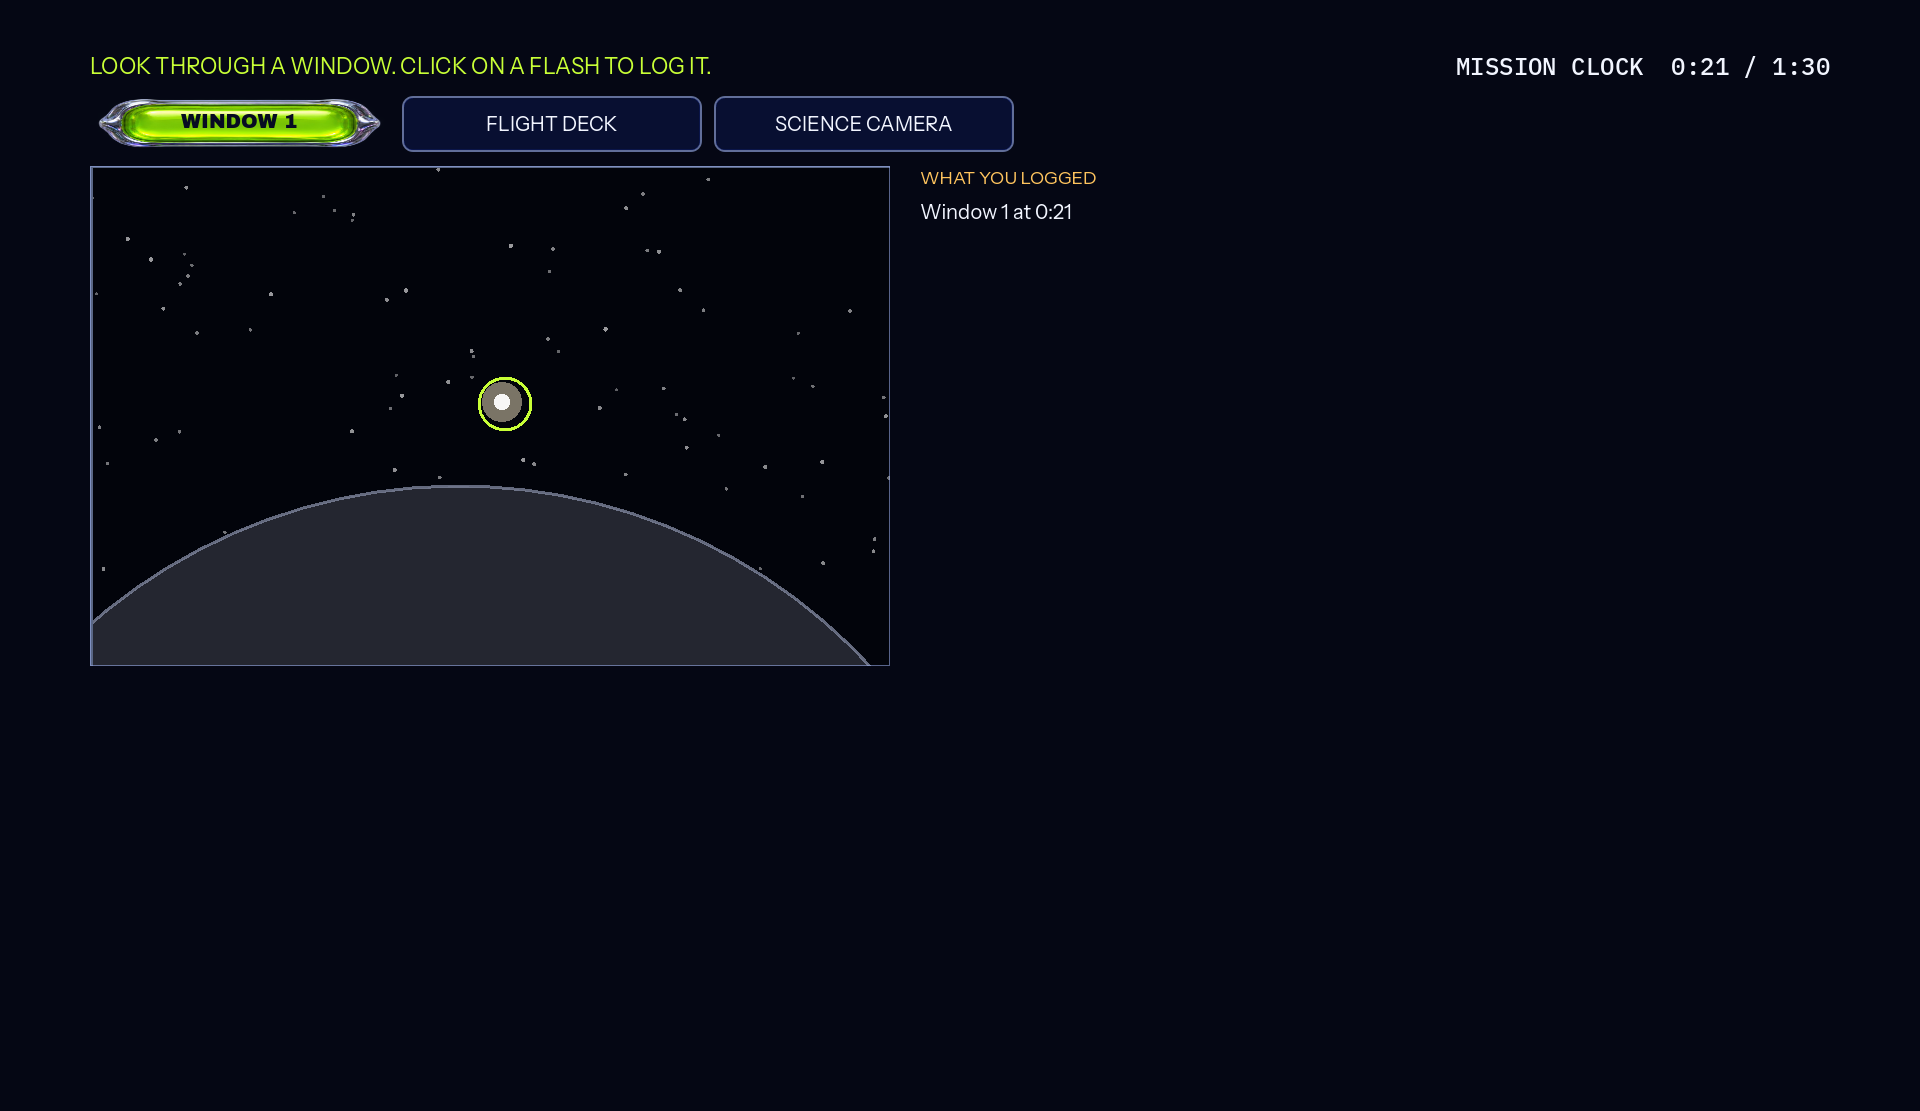 LOOK THROUGH A WINDOW. CLICK ON A FLASH TO LOG IT.
MISSION CLOCK 0:21 / 1:30
WINDOW 1
FLIGHT DECK
SCIENCE CAMERA
WHAT YOU LOGGED
Window 1 at 0:21